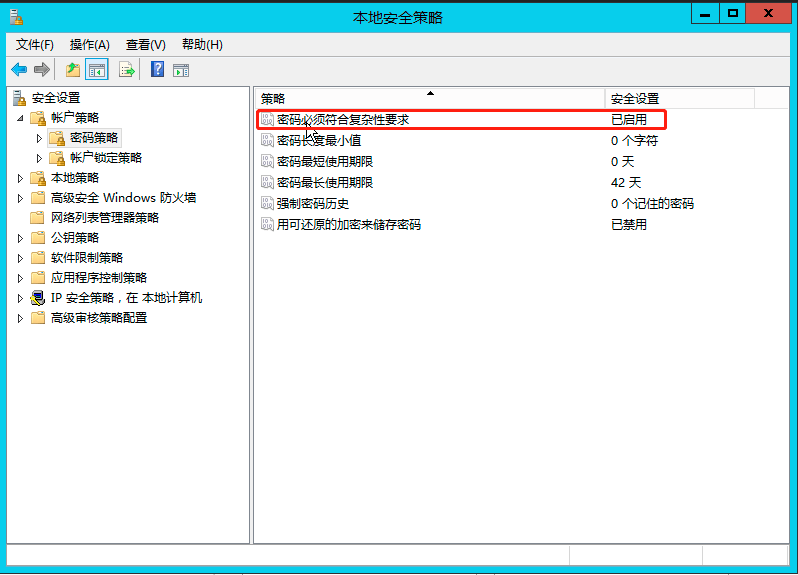 本地安全策略
文件(F) 操作(A) 查看(V) 帮助(H)
安全设置
帐户策略
密码策略
帐户锁定策略
本地策略
高级安全 Windows 防火墙
网络列表管理器策略
公钥策略
软件限制策略
应用程序控制策略
IP 安全策略，在 本地计算机
高级审核策略配置
策略 安全设置
密码必须符合复杂性要求 已启用
密码长度最小值 0 个字符
密码最短使用期限 0 天
密码最长使用期限 42 天
强制密码历史 0 个记住的密码
用可还原的加密来储存密码 已禁用